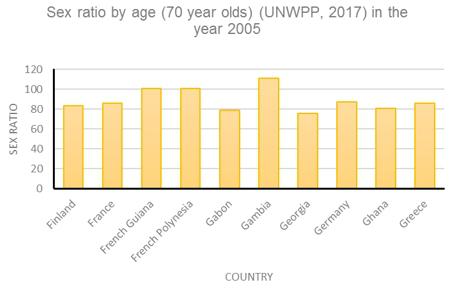 Sex ratio by age (70 year olds) (UNWPP, 2017) in the
year 2005
120
100
80
60
40
20
0
SEX RATIO
Finland
France
French Guiana
French Polynesia
Gabon
Gambia
Georgia
Germany
Ghana
Greece
COUNTRY